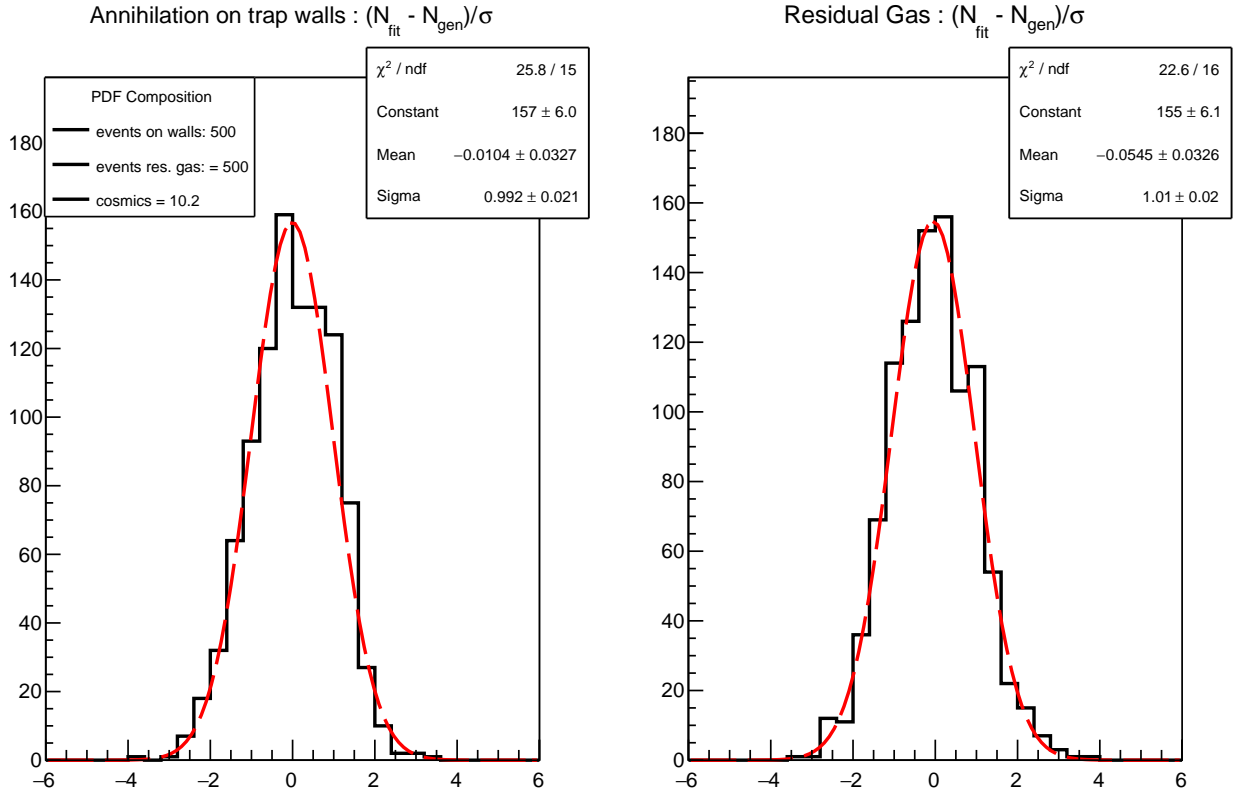 Annihilation on trap walls : (N_fit - N_gen)/σ
χ² / ndf 25.8 / 15
Constant 157 ± 6.0
Mean −0.0104 ± 0.0327
Sigma 0.992 ± 0.021
PDF Composition
events on walls: 500
events res. gas: = 500
cosmics = 10.2
180
160
140
120
100
80
60
40
20
0
−6 −4 −2 0 2 4 6
Residual Gas : (N_fit - N_gen)/σ
χ² / ndf 22.6 / 16
Constant 155 ± 6.1
Mean −0.0545 ± 0.0326
Sigma 1.01 ± 0.02
180
160
140
120
100
80
60
40
20
0
−6 −4 −2 0 2 4 6